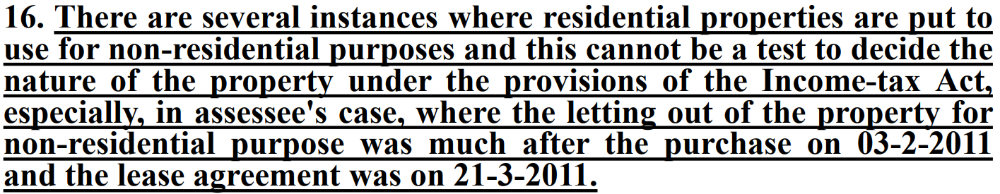 16. There are several instances where residential properties are put to
use for non-residential purposes and this cannot be a test to decide the
nature of the property under the provisions of the Income-tax Act,
especially, in assessee's case, where the letting out of the property for
non-residential purpose was much after the purchase on 03-2-2011
and the lease agreement was on 21-3-2011.